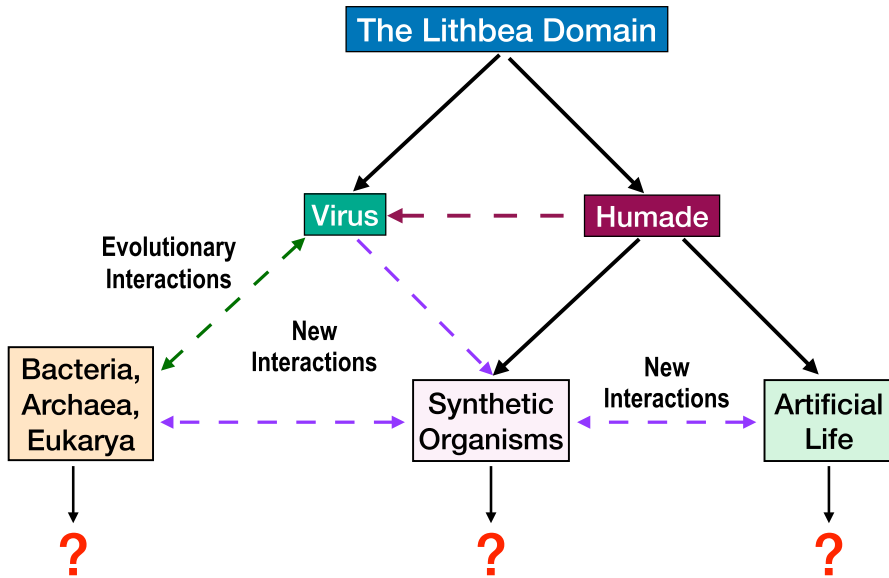 The Lithbea Domain
Virus
Humade
Evolutionary
Interactions
New
Interactions
New
Interactions
Bacteria,
Archaea,
Eukarya
Synthetic
Organisms
Artificial
Life
?
?
?